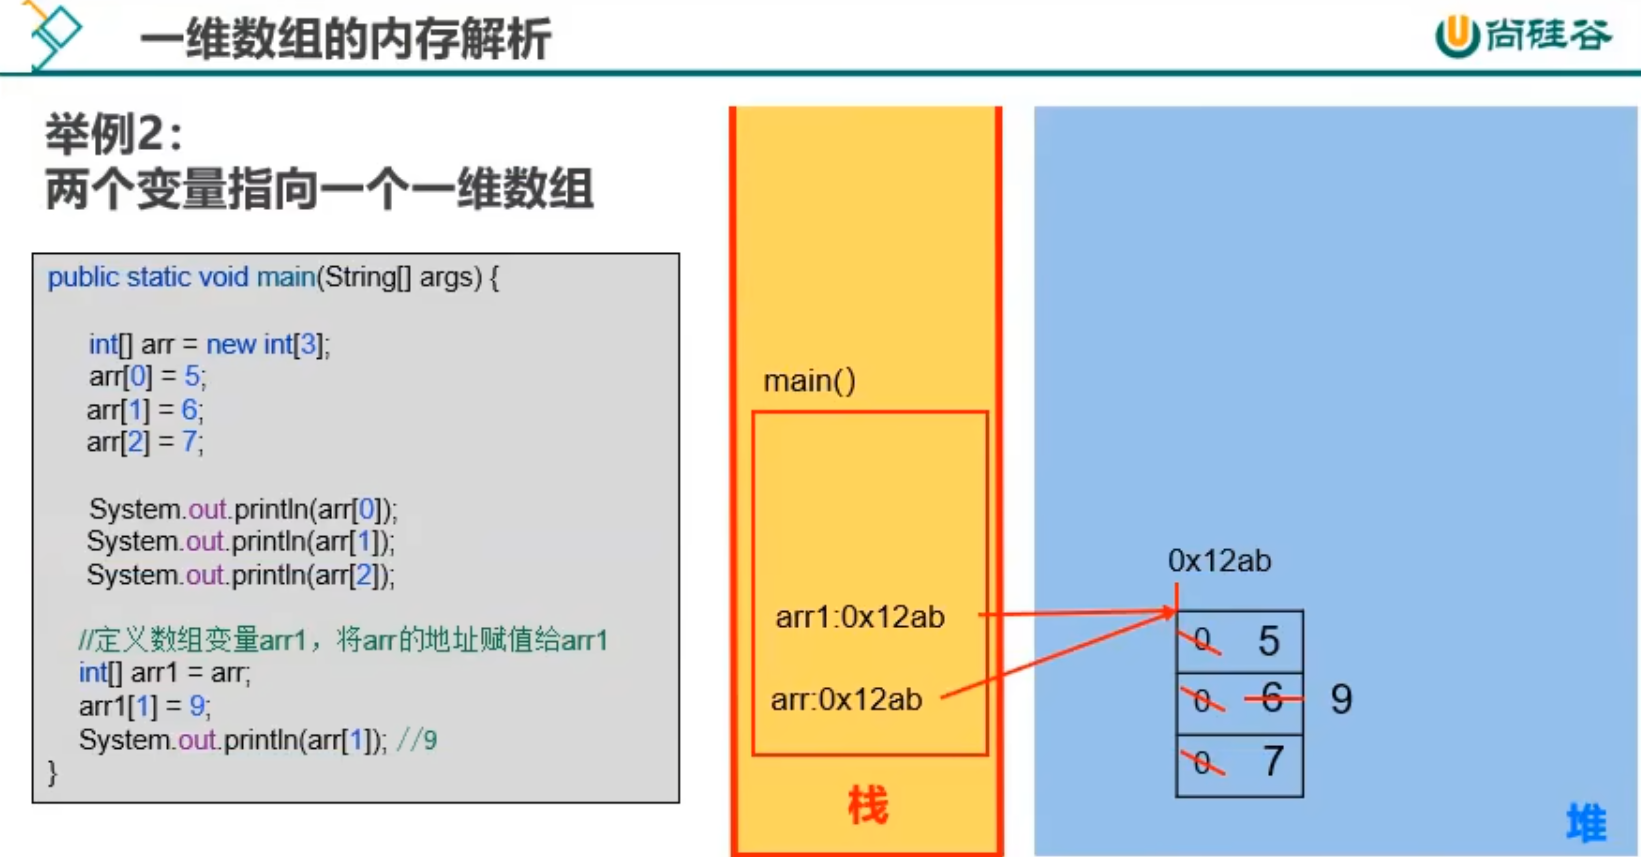 一维数组的内存解析
尚硅谷
举例2：
两个变量指向一个一维数组
public static void main(String[] args) {
int[] arr = new int[3];
arr[0] = 5;
arr[1] = 6;
arr[2] = 7;
System.out.println(arr[0]);
System.out.println(arr[1]);
System.out.println(arr[2]);
//定义数组变量arr1，将arr的地址赋值给arr1
int[] arr1 = arr;
arr1[1] = 9;
System.out.println(arr[1]); //9
}
main()
arr1:0x12ab
arr:0x12ab
栈
0x12ab
0 5
0 6 9
0 7
堆